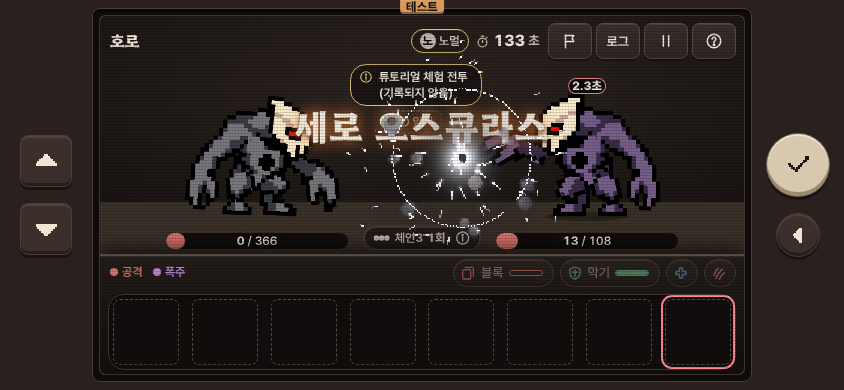 테스트
호로
노 노멀
133 초
로그
튜토리얼 체험 전투
(기록되지 않음)
2.3초
세로 오스큐라스
0 / 366
체인3 1회
13 / 108
공격
폭주
블록
막기